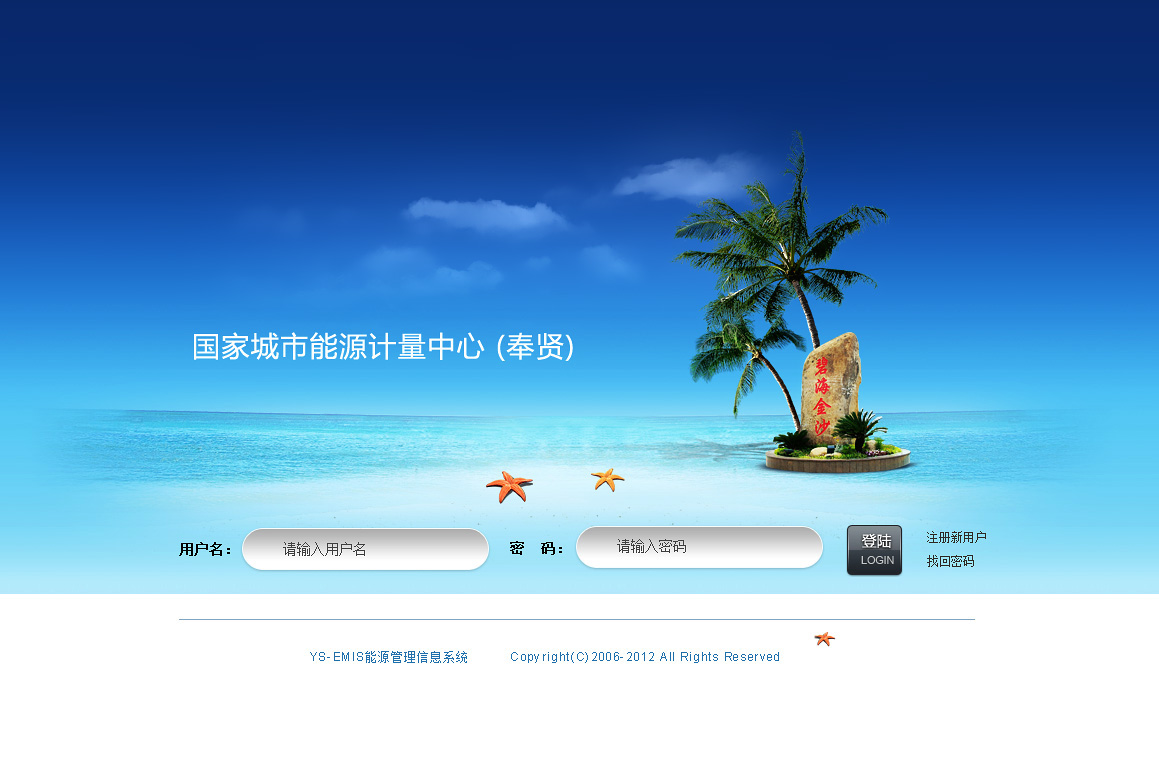 国家城市能源计量中心 (奉贤)
碧海金沙
用户名： 请输入用户名 密 码： 请输入密码 登陆 注册新用户
LOGIN 找回密码
YS-EMIS能源管理信息系统 Copyright(C)2006-2012 All Rights Reserved